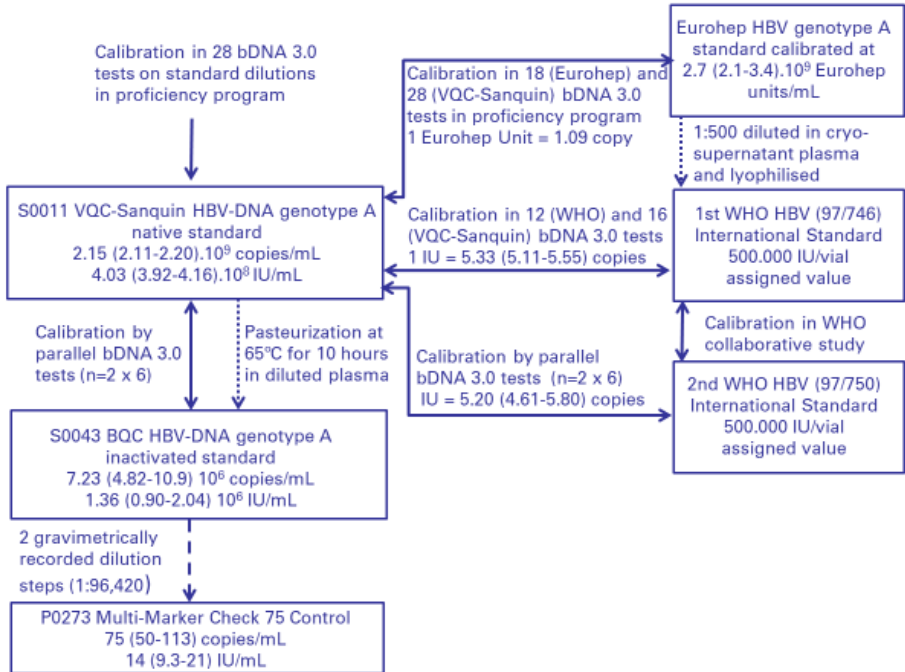 Calibration in 28 bDNA 3.0
tests on standard dilutions
in proficiency program
Calibration in 18 (Eurohep) and
28 (VQC-Sanquin) bDNA 3.0
tests in proficiency program
1 Eurohep Unit = 1.09 copy
Eurohep HBV genotype A
standard calibrated at
2.7 (2.1-3.4).10⁹ Eurohep
units/mL
1:500 diluted in cryo-
supernatant plasma
and lyophilised
S0011 VQC-Sanquin HBV-DNA genotype A
native standard
2.15 (2.11-2.20).10⁹ copies/mL
4.03 (3.92-4.16).10⁸ IU/mL
Calibration in 12 (WHO) and 16
(VQC-Sanquin) bDNA 3.0 tests
1 IU = 5.33 (5.11-5.55) copies
1st WHO HBV (97/746)
International Standard
500.000 IU/vial
assigned value
Calibration by
parallel bDNA 3.0
tests (n=2 x 6)
Pasteurization at
65ºC for 10 hours
in diluted plasma
Calibration by parallel
bDNA 3.0 tests (n=2 x 6)
IU = 5.20 (4.61-5.80) copies
Calibration in WHO
collaborative study
2nd WHO HBV (97/750)
International Standard
500.000 IU/vial
assigned value
S0043 BQC HBV-DNA genotype A
inactivated standard
7.23 (4.82-10.9) 10⁶ copies/mL
1.36 (0.90-2.04) 10⁶ IU/mL
2 gravimetrically
recorded dilution
steps (1:96,420)
P0273 Multi-Marker Check 75 Control
75 (50-113) copies/mL
14 (9.3-21) IU/mL